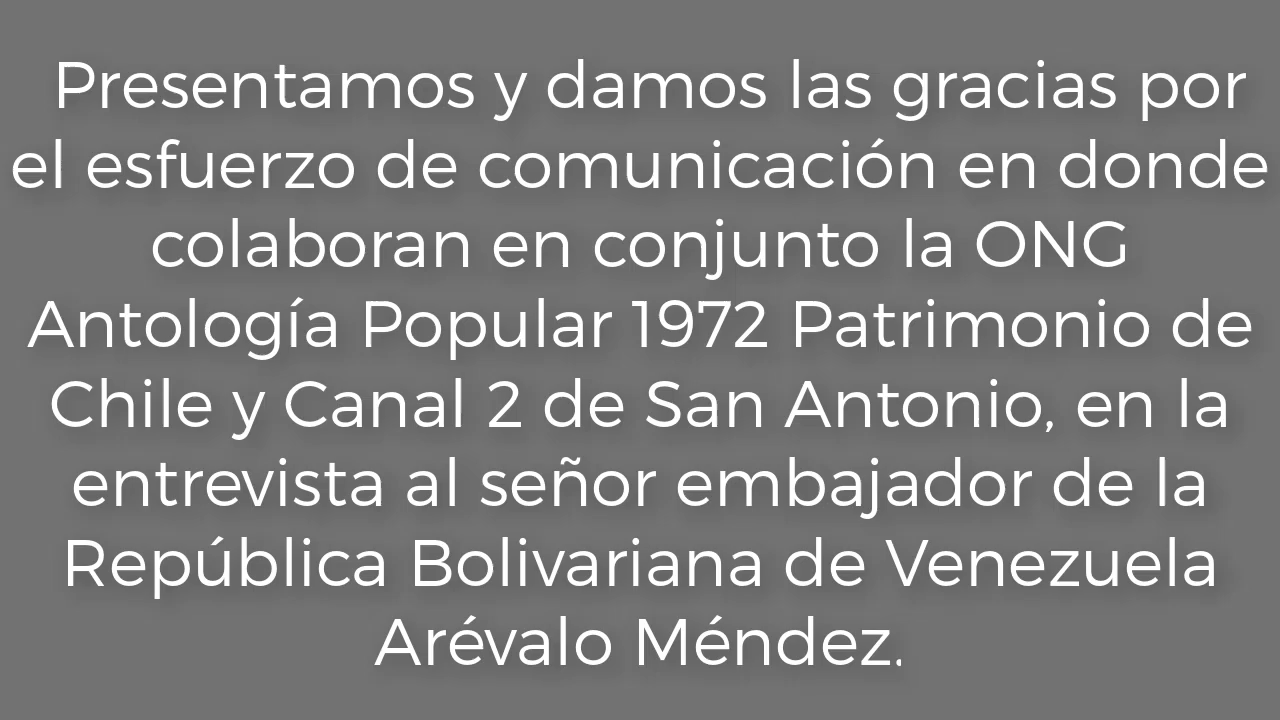 Presentamos y damos las gracias por
el esfuerzo de comunicación en donde
colaboran en conjunto la ONG
Antología Popular 1972 Patrimonio de
Chile y Canal 2 de San Antonio, en la
entrevista al señor embajador de la
República Bolivariana de Venezuela
Arévalo Méndez.